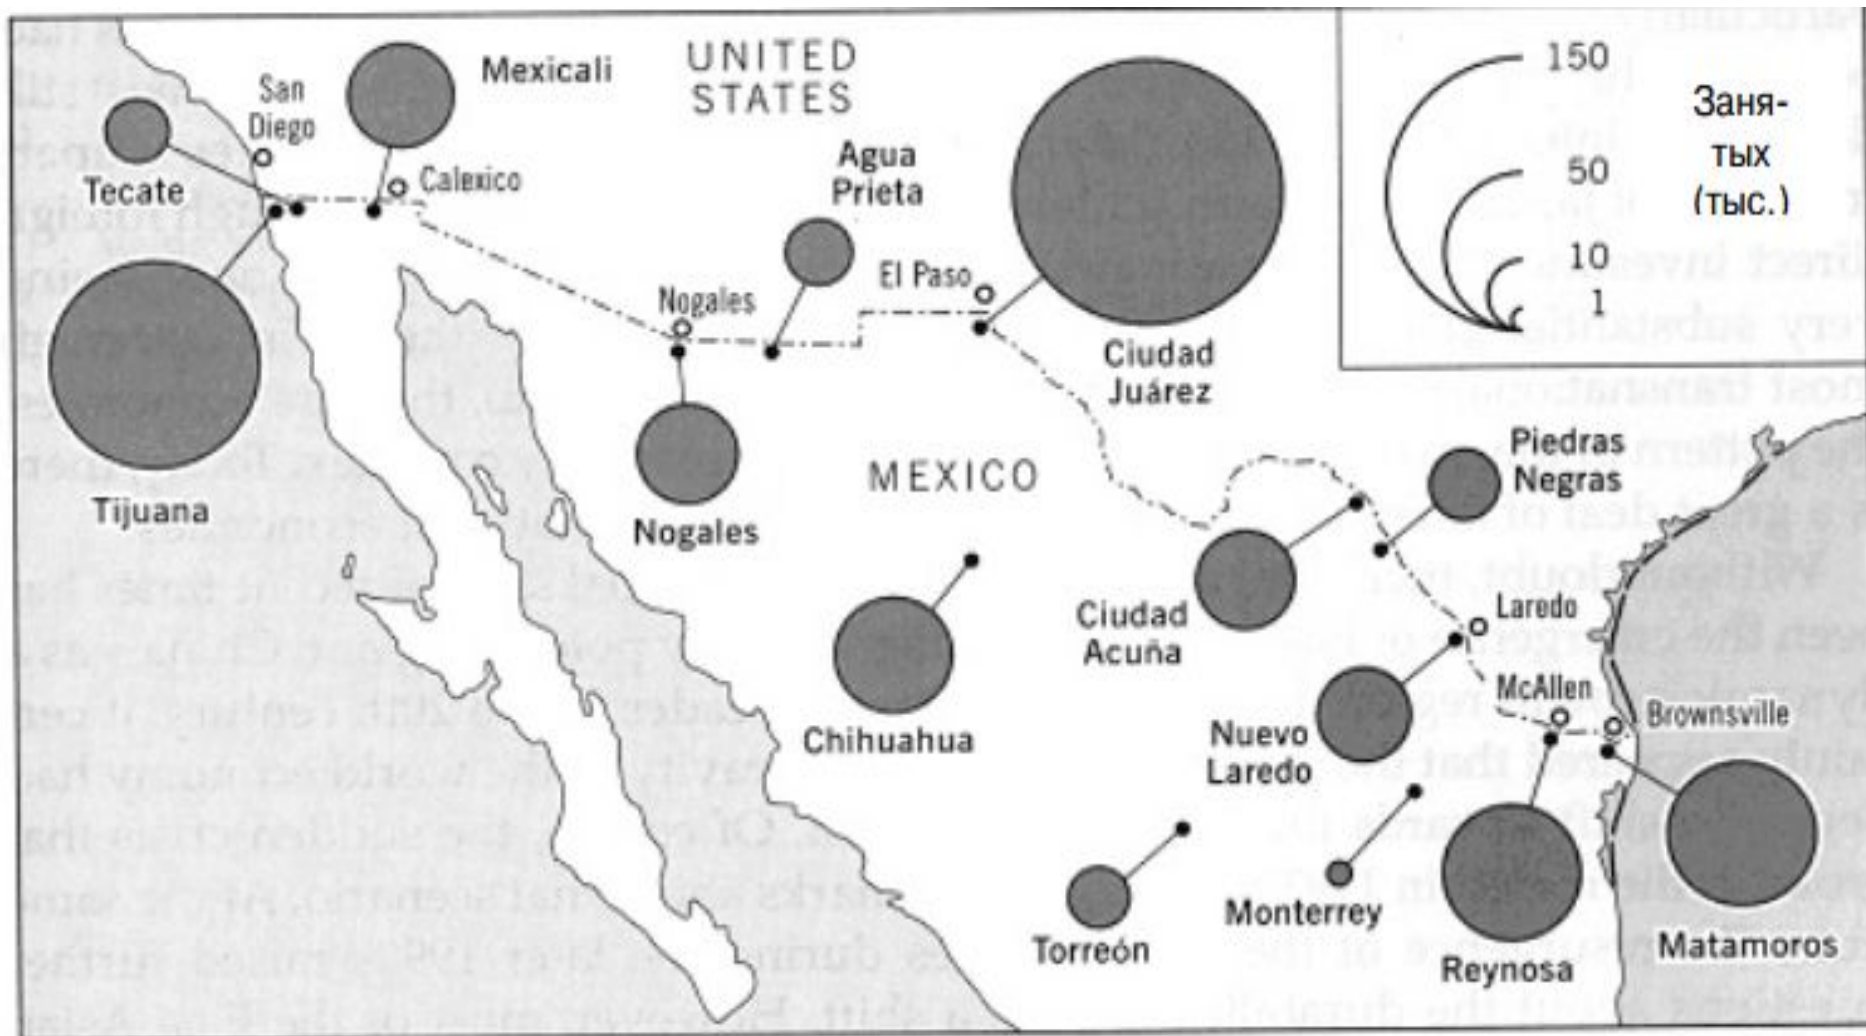 UNITED
STATES
Mexicali
San
Diego
Tecate
Calexico
Agua
Prieta
El Paso
Nogales
Ciudad
Juárez
Tijuana
Nogales
MEXICO
Piedras
Negras
Ciudad
Acuña
Laredo
McAllen
Brownsville
Chihuahua
Nuevo
Laredo
Torreón
Monterrey
Reynosa
Matamoros
150
50
10
1
Заня-
тых
(тыс.)